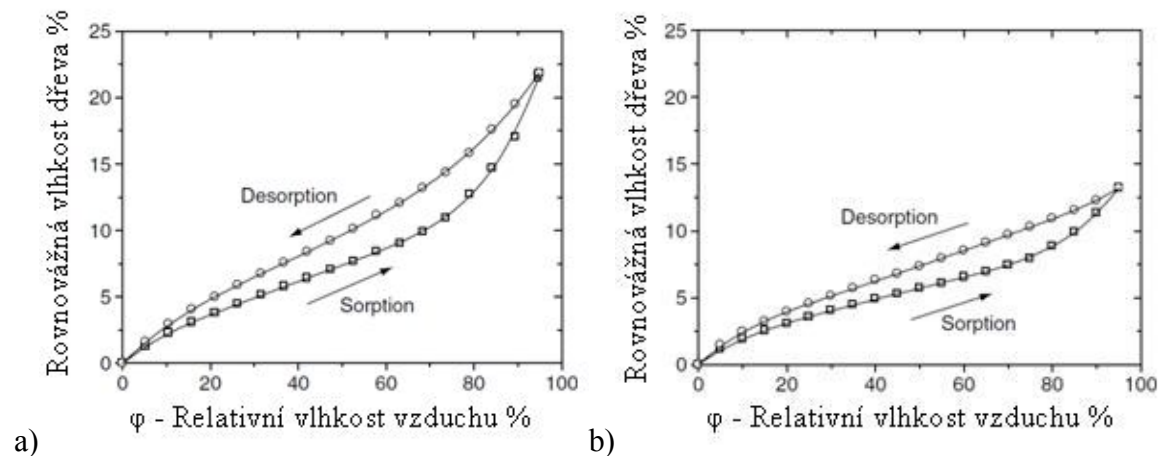 Rovnovážná vlhkost dřeva %
25
20
15
10
5
0
Desorption
Sorption
0
20
40
60
80
100
φ - Relativní vlhkost vzduchu %
a)
Rovnovážná vlhkost dřeva %
25
20
15
10
5
0
Desorption
Sorption
0
20
40
60
80
100
φ - Relativní vlhkost vzduchu %
b)